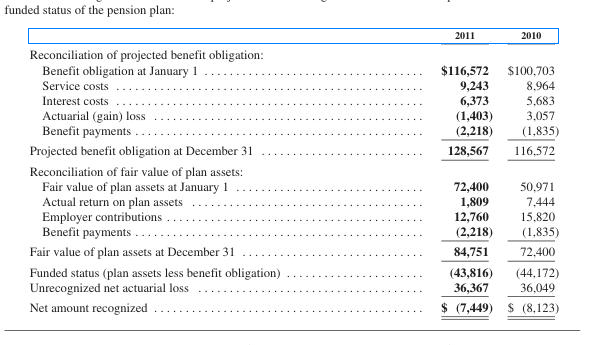 funded status of the pension plan:
2011 2010
Reconciliation of projected benefit obligation:
Benefit obligation at January 1 . . . . . . . . . . . . . . . . . . . . . . . . . . . . . . . . . . . $116,572 $100,703
Service costs . . . . . . . . . . . . . . . . . . . . . . . . . . . . . . . . . . . . . . . . . . . . . . . . . 9,243 8,964
Interest costs . . . . . . . . . . . . . . . . . . . . . . . . . . . . . . . . . . . . . . . . . . . . . . . . . 6,373 5,683
Actuarial (gain) loss . . . . . . . . . . . . . . . . . . . . . . . . . . . . . . . . . . . . . . . . . . . (1,403) 3,057
Benefit payments . . . . . . . . . . . . . . . . . . . . . . . . . . . . . . . . . . . . . . . . . . . . . . (2,218) (1,835)
Projected benefit obligation at December 31 . . . . . . . . . . . . . . . . . . . . . . . . . . 128,567 116,572
Reconciliation of fair value of plan assets:
Fair value of plan assets at January 1 . . . . . . . . . . . . . . . . . . . . . . . . . . . . . . 72,400 50,971
Actual return on plan assets . . . . . . . . . . . . . . . . . . . . . . . . . . . . . . . . . . . . . 1,809 7,444
Employer contributions . . . . . . . . . . . . . . . . . . . . . . . . . . . . . . . . . . . . . . . . . 12,760 15,820
Benefit payments . . . . . . . . . . . . . . . . . . . . . . . . . . . . . . . . . . . . . . . . . . . . . . (2,218) (1,835)
Fair value of plan assets at December 31 . . . . . . . . . . . . . . . . . . . . . . . . . . . . . 84,751 72,400
Funded status (plan assets less benefit obligation) . . . . . . . . . . . . . . . . . . . . . . (43,816) (44,172)
Unrecognized net actuarial loss . . . . . . . . . . . . . . . . . . . . . . . . . . . . . . . . . . . . . 36,367 36,049
Net amount recognized . . . . . . . . . . . . . . . . . . . . . . . . . . . . . . . . . . . . . . . . . . . $ (7,449) $ (8,123)